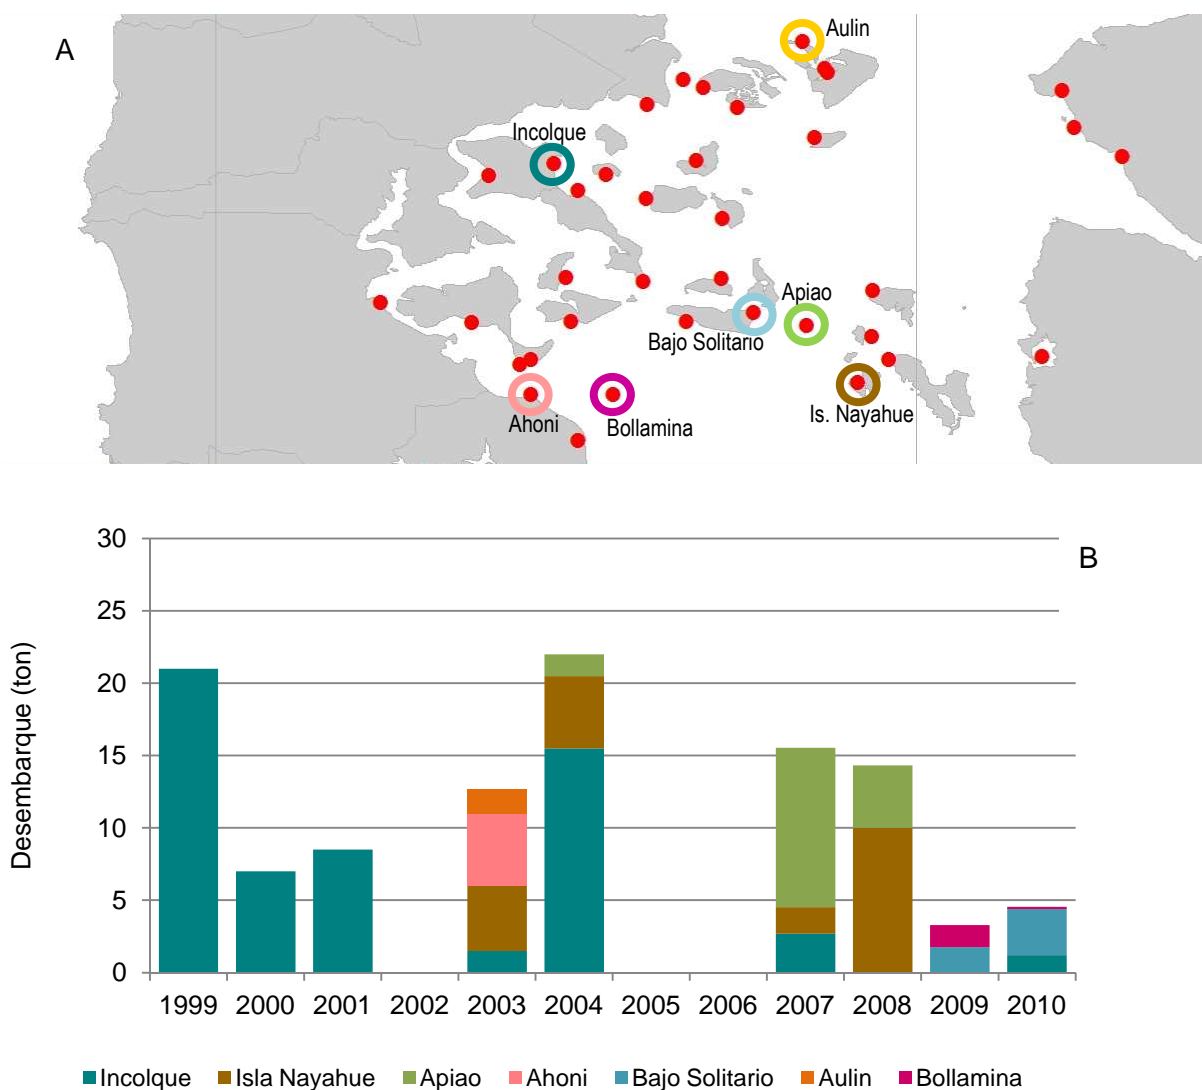 A
Aulin
Incolque
Apiao
Bajo Solitario
Is. Nayahue
Ahoni
Bollamina
B
Desembarque (ton)
30
25
20
15
10
5
0
1999 2000 2001 2002 2003 2004 2005 2006 2007 2008 2009 2010
Incolque Isla Nayahue Apiao Ahoni Bajo Solitario Aulin Bollamina